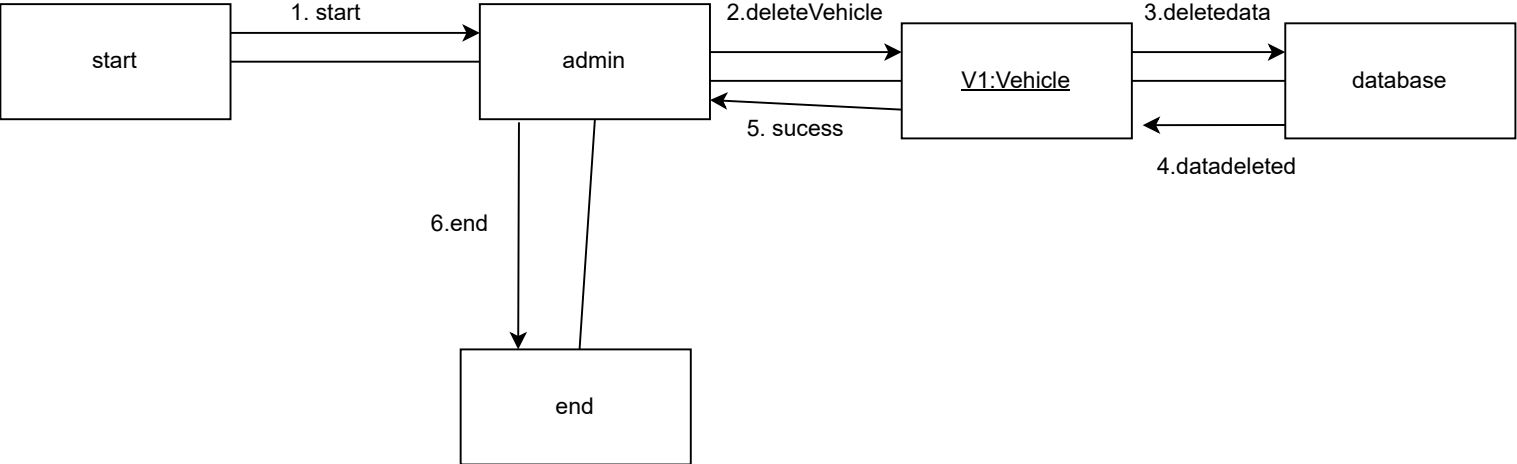 1. start
2.deleteVehicle
3.deletedata
start
admin
V1:Vehicle
database
5. sucess
4.datadeleted
6.end
end